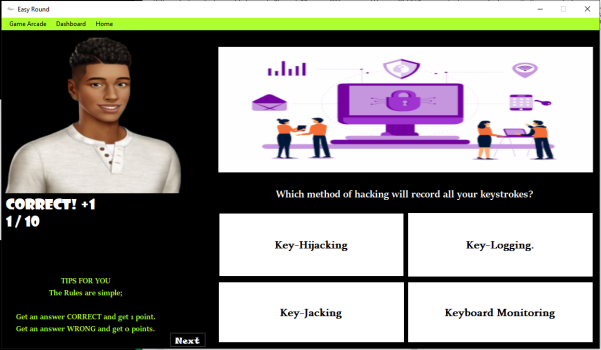 Easy Round
Game Arcade Dashboard Home
CORRECT! +1
1 / 10
TIPS FOR YOU
The Rules are simple;
Get an answer CORRECT and get 1 point.
Get an answer WRONG and get 0 points.
Next
Which method of hacking will record all your keystrokes?
Key-Hijacking
Key-Logging.
Key-Jacking
Keyboard Monitoring